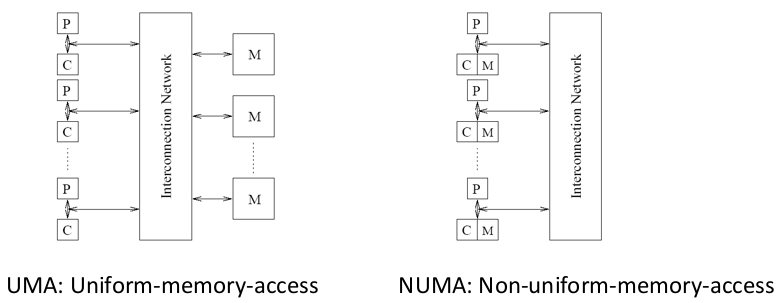 P
C
P
C
P
C
Interconnection Network
M
M
M
UMA: Uniform-memory-access
P
C M
P
C M
P
C M
Interconnection Network
NUMA: Non-uniform-memory-access